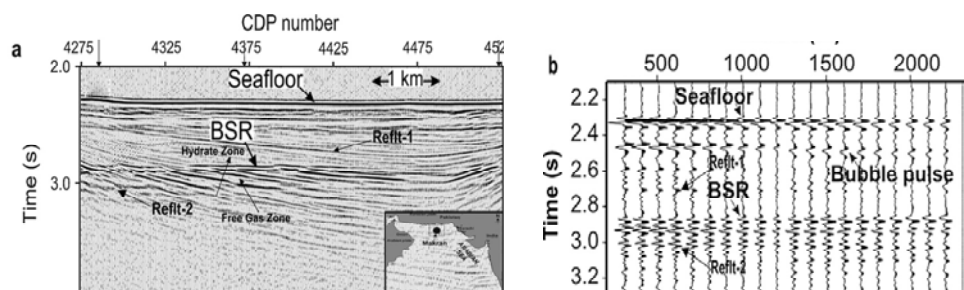 CDP number
a
4275 4325 4375 4425 4475 452
2.0
Seafloor
1 km
BSR
Reflt-1
Hydrate Zone
3.0
Time (s)
Reflt-2
Free Gas Zone
Makran
b
500 1000 1500 2000
2.2
Seafloor
2.4
Reflt-1
Bubble pulse
2.6
BSR
2.8
Time (s)
3.0
Reflt-2
3.2